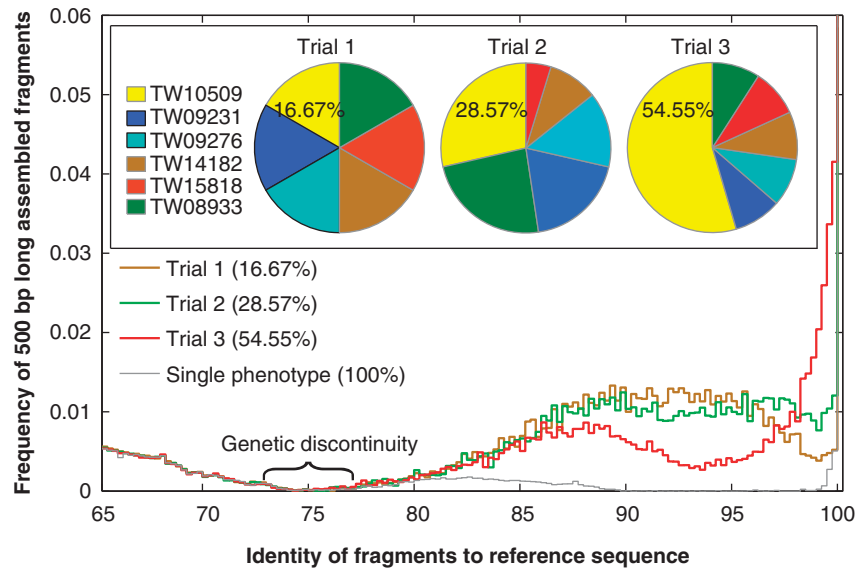 Frequency of 500 bp long assembled fragments
0.06
0.05
0.04
0.03
0.02
0.01
0
Trial 1
Trial 2
Trial 3
TW10509
TW09231
TW09276
TW14182
TW15818
TW08933
16.67%
28.57%
54.55%
Trial 1 (16.67%)
Trial 2 (28.57%)
Trial 3 (54.55%)
Single phenotype (100%)
Genetic discontinuity
65
70
75
80
85
90
95
100
Identity of fragments to reference sequence